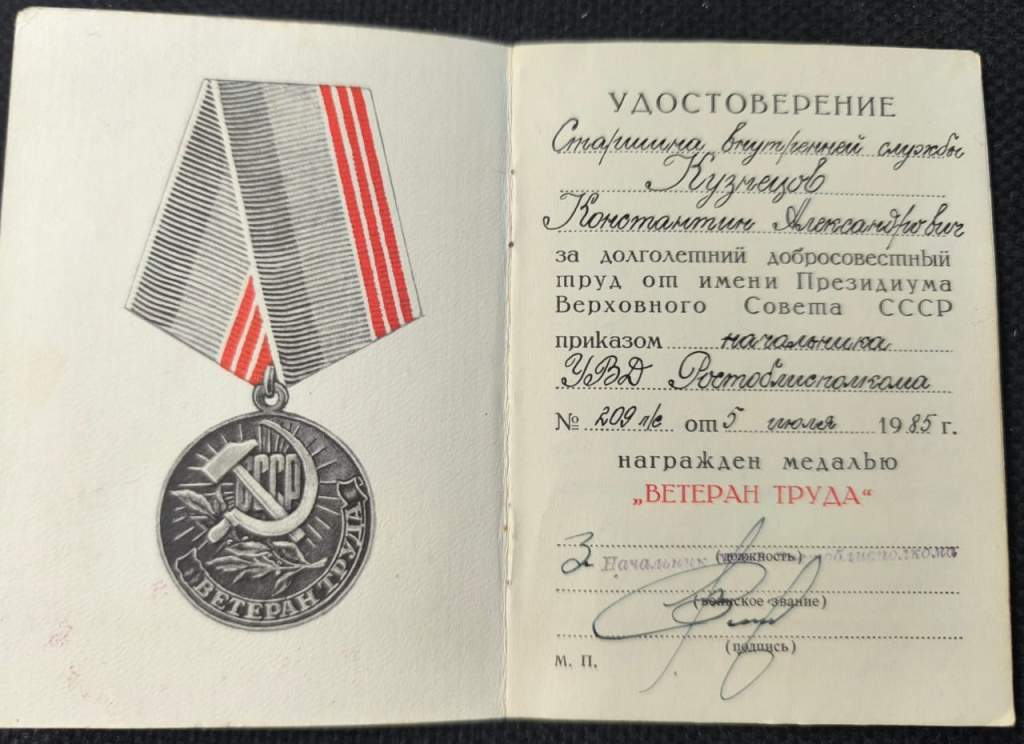 СССР
ВЕТЕРАН ТРУДА
УДОСТОВЕРЕНИЕ
Старшина внутренней службы
Кузнецов
Константин Александрович
за долголетний добросовестный
труд от имени Президиума
Верховного Совета СССР
приказом начальника
УВД Ростоблисполкома
№ 209 л/с от 5 июля 1985 г.
награжден медалью
„ВЕТЕРАН ТРУДА“
(должность)
З Начальник облисполкома
(воинское звание)
(подпись)
М. П.